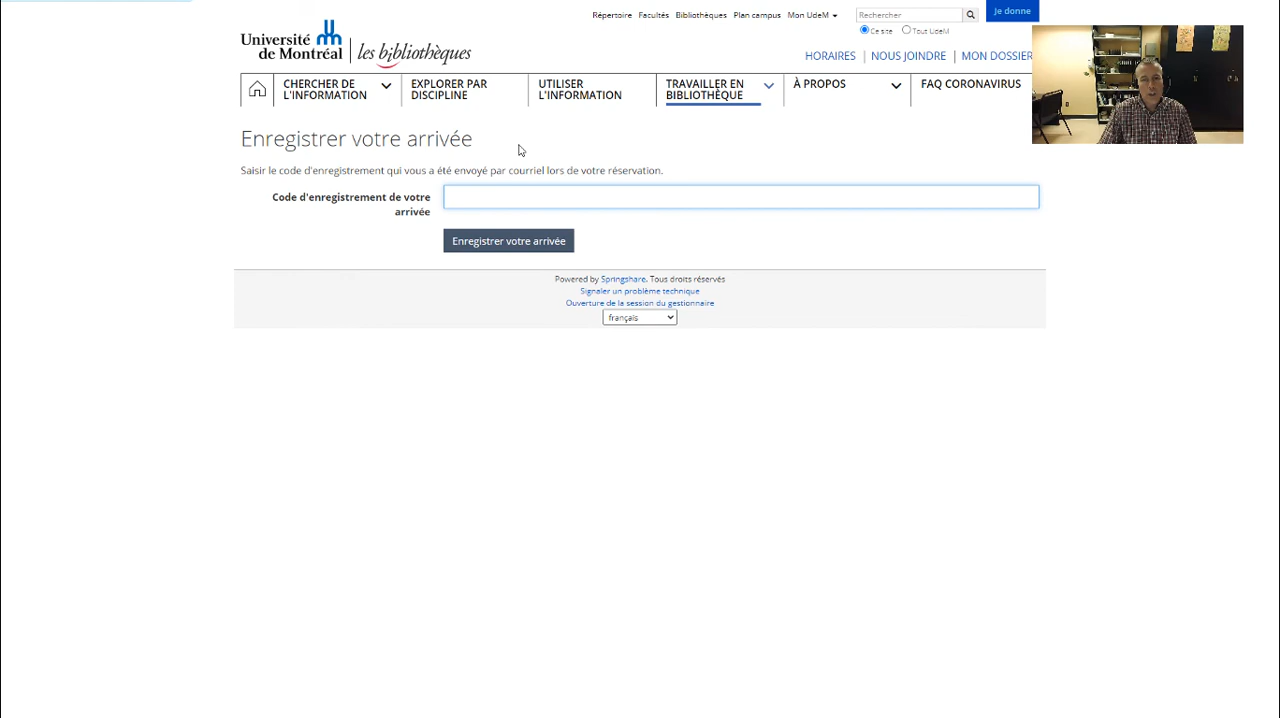 Répertoire Facultés Bibliothèques Plan campus Mon UdeM Rechercher Je donne
Ce site Tout UdeM
Université
de Montréal les bibliothèques
HORAIRES NOUS JOINDRE MON DOSSIER
CHERCHER DE
L'INFORMATION
EXPLORER PAR
DISCIPLINE
UTILISER
L'INFORMATION
TRAVAILLER EN
BIBLIOTHÈQUE
À PROPOS
FAQ CORONAVIRUS
Enregistrer votre arrivée
Saisir le code d'enregistrement qui vous a été envoyé par courriel lors de votre réservation.
Code d'enregistrement de votre
arrivée
Enregistrer votre arrivée
Powered by Springshare. Tous droits réservés
Signaler un problème technique
Ouverture de la session du gestionnaire
français